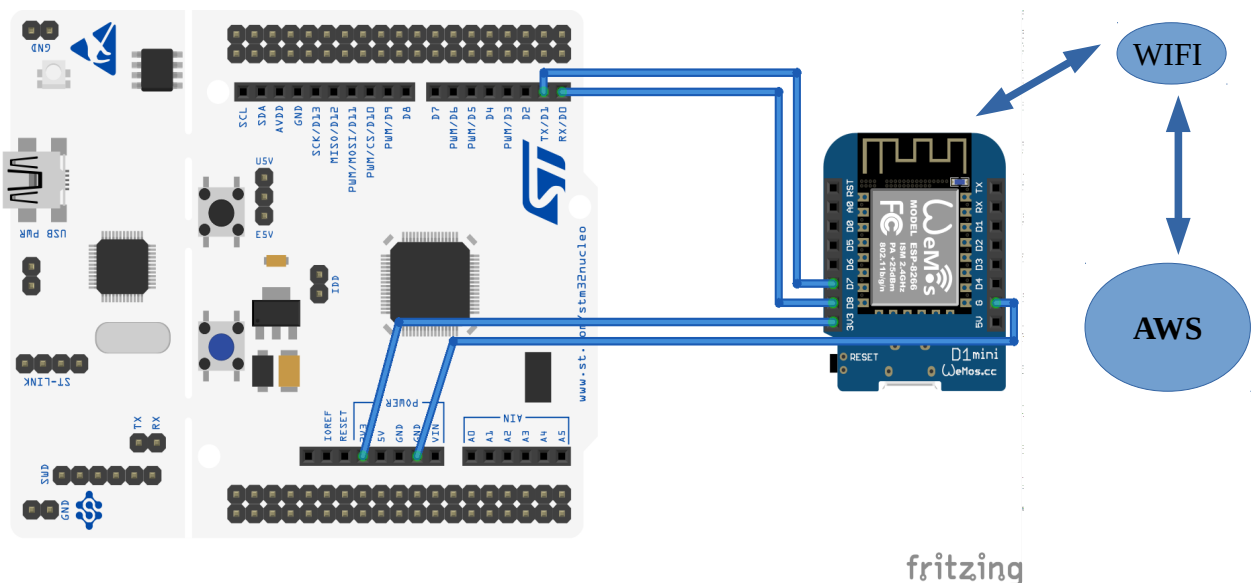 GND
USB PWR
ST-LINK
TX
RX
SWD
GND
U5V
E5V
IDD
SCL
SDA
AVDD
GND
SCK/D13
MISO/D12
PWM/MOSI/D11
PWM/CS/D10
PWM/D9
D8
D7
PWM/D6
PWM/D5
D4
PWM/D3
D2
TX/D1
RX/D0
ST
www.st.com/stm32nucleo
POWER
IOREF
RESET
3V3
5V
GND
GND
VIN
AIN
A0
A1
A2
A3
A4
A5
RST
A0
D0
D5
D6
D7
D8
3V3
TX
RX
D1
D2
D3
D4
G
5V
WeMos
MODEL ESP-8266
ISM 2.4GHz
PA +25dBm
802.11b/g/n
FC
RESET
D1mini
WeMos.cc
WIFI
AWS
fritzing